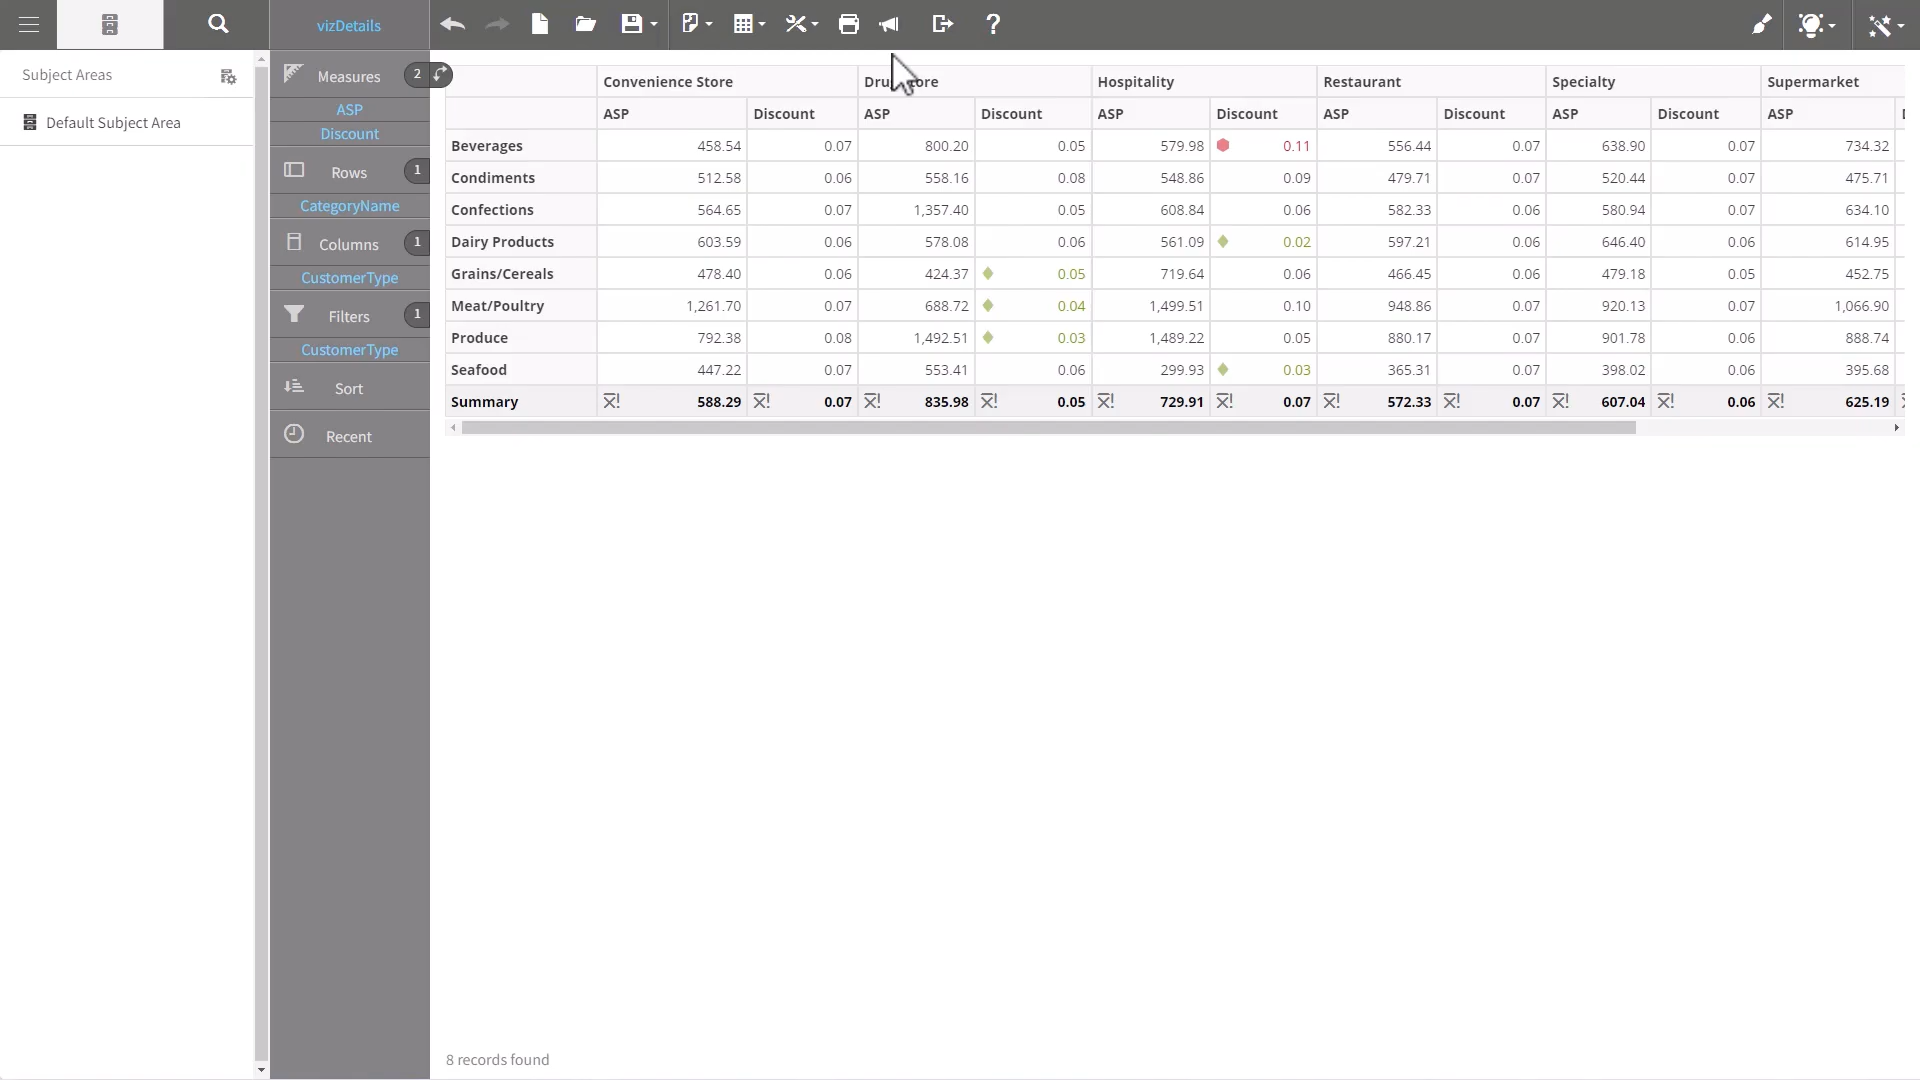 vizDetails
Subject Areas
Default Subject Area
Measures 2
ASP
Discount
Rows 1
CategoryName
Columns 1
CustomerType
Filters 1
CustomerType
Sort
Recent
Convenience Store Hospitality Restaurant Specialty Supermarket
ASP Discount ASP Discount ASP Discount ASP Discount ASP Discount ASP
Beverages 458.54 0.07 800.20 0.05 579.98 0.11 556.44 0.07 638.90 0.07 734.32
Condiments 512.58 0.06 558.16 0.08 548.86 0.09 479.71 0.07 520.44 0.07 475.71
Confections 564.65 0.07 1,357.40 0.05 608.84 0.06 582.33 0.06 580.94 0.07 634.10
Dairy Products 603.59 0.06 578.08 0.06 561.09 0.02 597.21 0.06 646.40 0.06 614.95
Grains/Cereals 478.40 0.06 424.37 0.05 719.64 0.06 466.45 0.06 479.18 0.05 452.75
Meat/Poultry 1,261.70 0.07 688.72 0.04 1,499.51 0.10 948.86 0.07 920.13 0.07 1,066.90
Produce 792.38 0.08 1,492.51 0.03 1,489.22 0.05 880.17 0.07 901.78 0.06 888.74
Seafood 447.22 0.07 553.41 0.06 299.93 0.03 365.31 0.07 398.02 0.06 395.68
Summary 588.29 0.07 835.98 0.05 729.91 0.07 572.33 0.07 607.04 0.06 625.19
8 records found